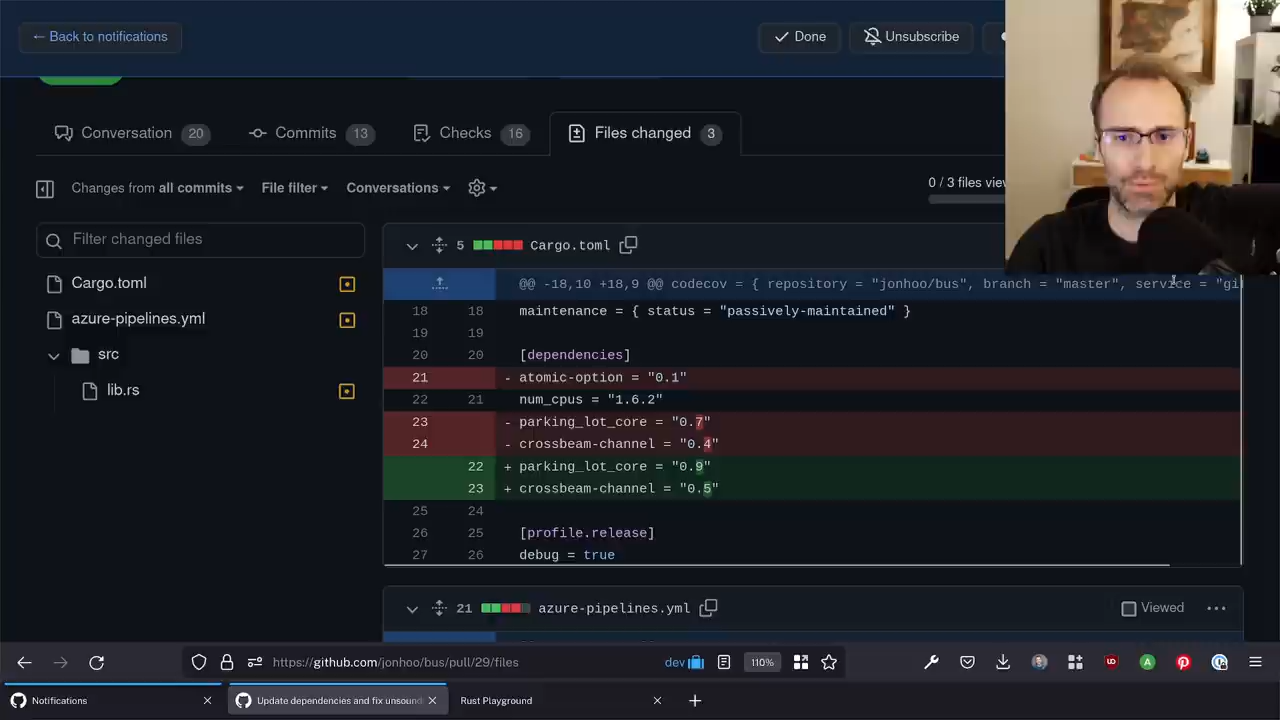 ← Back to notifications
Done
Unsubscribe
Conversation 20
Commits 13
Checks 16
Files changed 3
Changes from all commits
File filter
Conversations
0 / 3 files view
Filter changed files
Cargo.toml
azure-pipelines.yml
src
lib.rs
5 Cargo.toml
@@ -18,10 +18,9 @@ codecov = { repository = "jonhoo/bus", branch = "master", service = "gi
18 18 maintenance = { status = "passively-maintained" }
19 19
20 20 [dependencies]
21 - atomic-option = "0.1"
22 21 num_cpus = "1.6.2"
23 - parking_lot_core = "0.7"
24 - crossbeam-channel = "0.4"
22 + parking_lot_core = "0.9"
23 + crossbeam-channel = "0.5"
25 24
26 25 [profile.release]
27 26 debug = true
21 azure-pipelines.yml
Viewed
https://github.com/jonhoo/bus/pull/29/files
dev
110%
Notifications
Update dependencies and fix unsound
Rust Playground